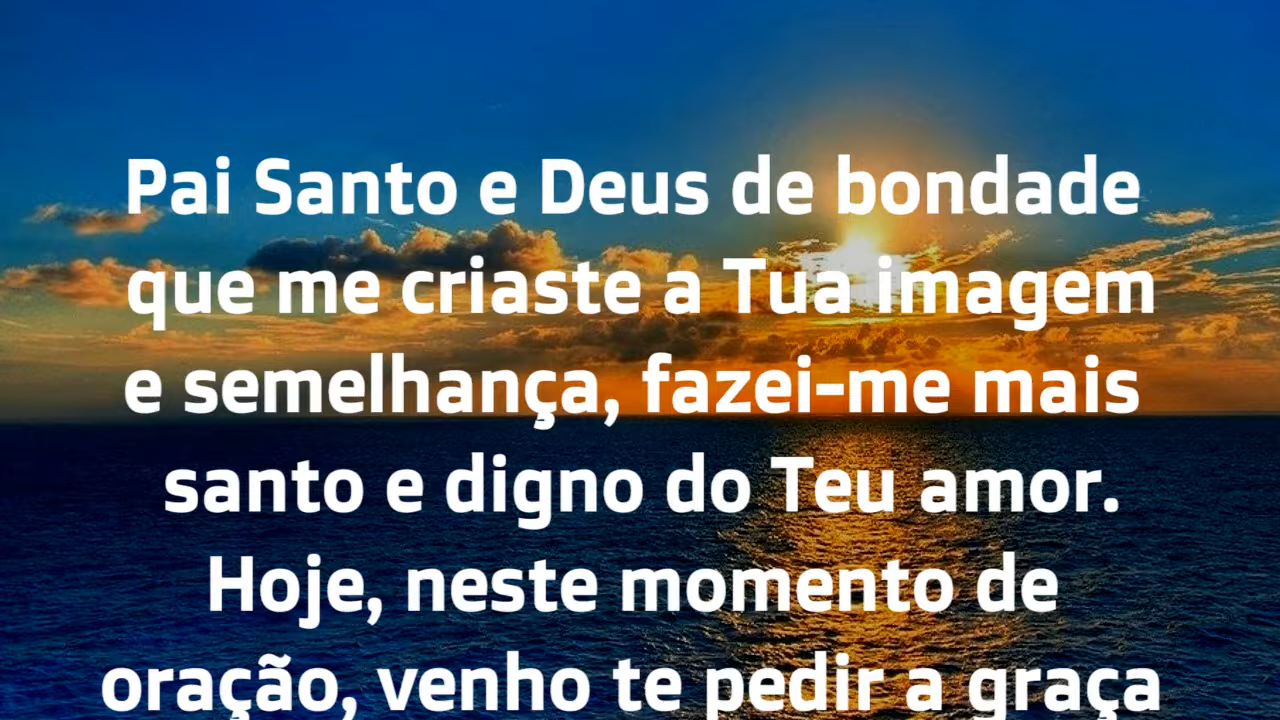 Pai Santo e Deus de bondade
que me criaste a Tua imagem
e semelhança, fazei-me mais
santo e digno do Teu amor.
Hoje, neste momento de
oração, venho te pedir a graça